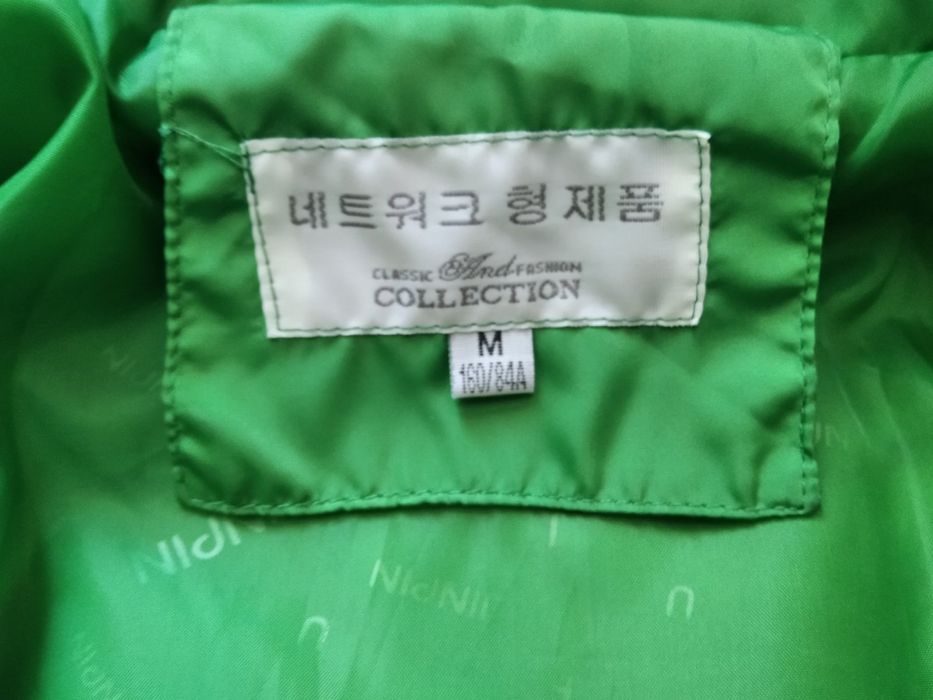 네트워크 형 제품
CLASSIC And FASHION
COLLECTION
M
160/84A